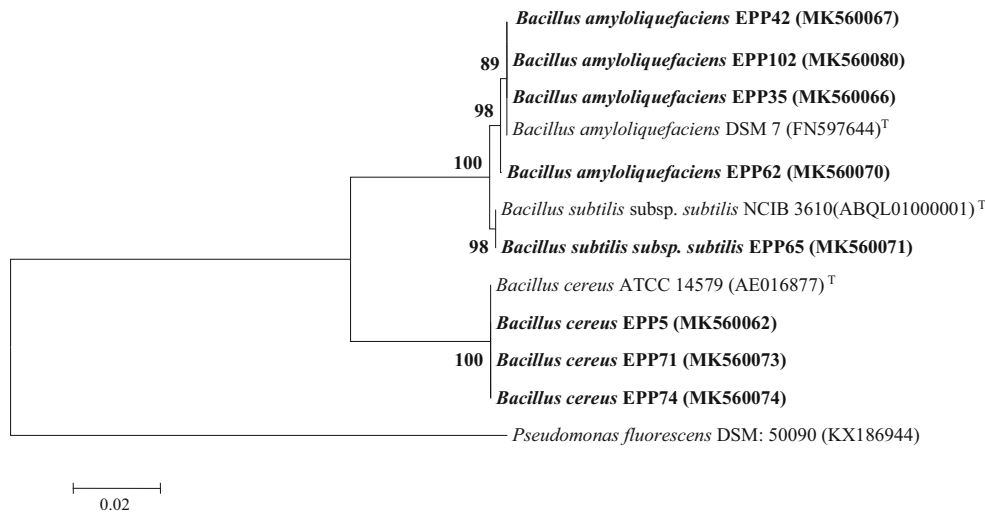 Bacillus amyloliquefaciens EPP42 (MK560067)
89
Bacillus amyloliquefaciens EPP102 (MK560080)
Bacillus amyloliquefaciens EPP35 (MK560066)
98
Bacillus amyloliquefaciens DSM 7 (FN597644)T
100
Bacillus amyloliquefaciens EPP62 (MK560070)
Bacillus subtilis subsp. subtilis NCIB 3610(ABQL01000001) T
98
Bacillus subtilis subsp. subtilis EPP65 (MK560071)
Bacillus cereus ATCC 14579 (AE016877) T
Bacillus cereus EPP5 (MK560062)
100
Bacillus cereus EPP71 (MK560073)
Bacillus cereus EPP74 (MK560074)
Pseudomonas fluorescens DSM: 50090 (KX186944)
0.02